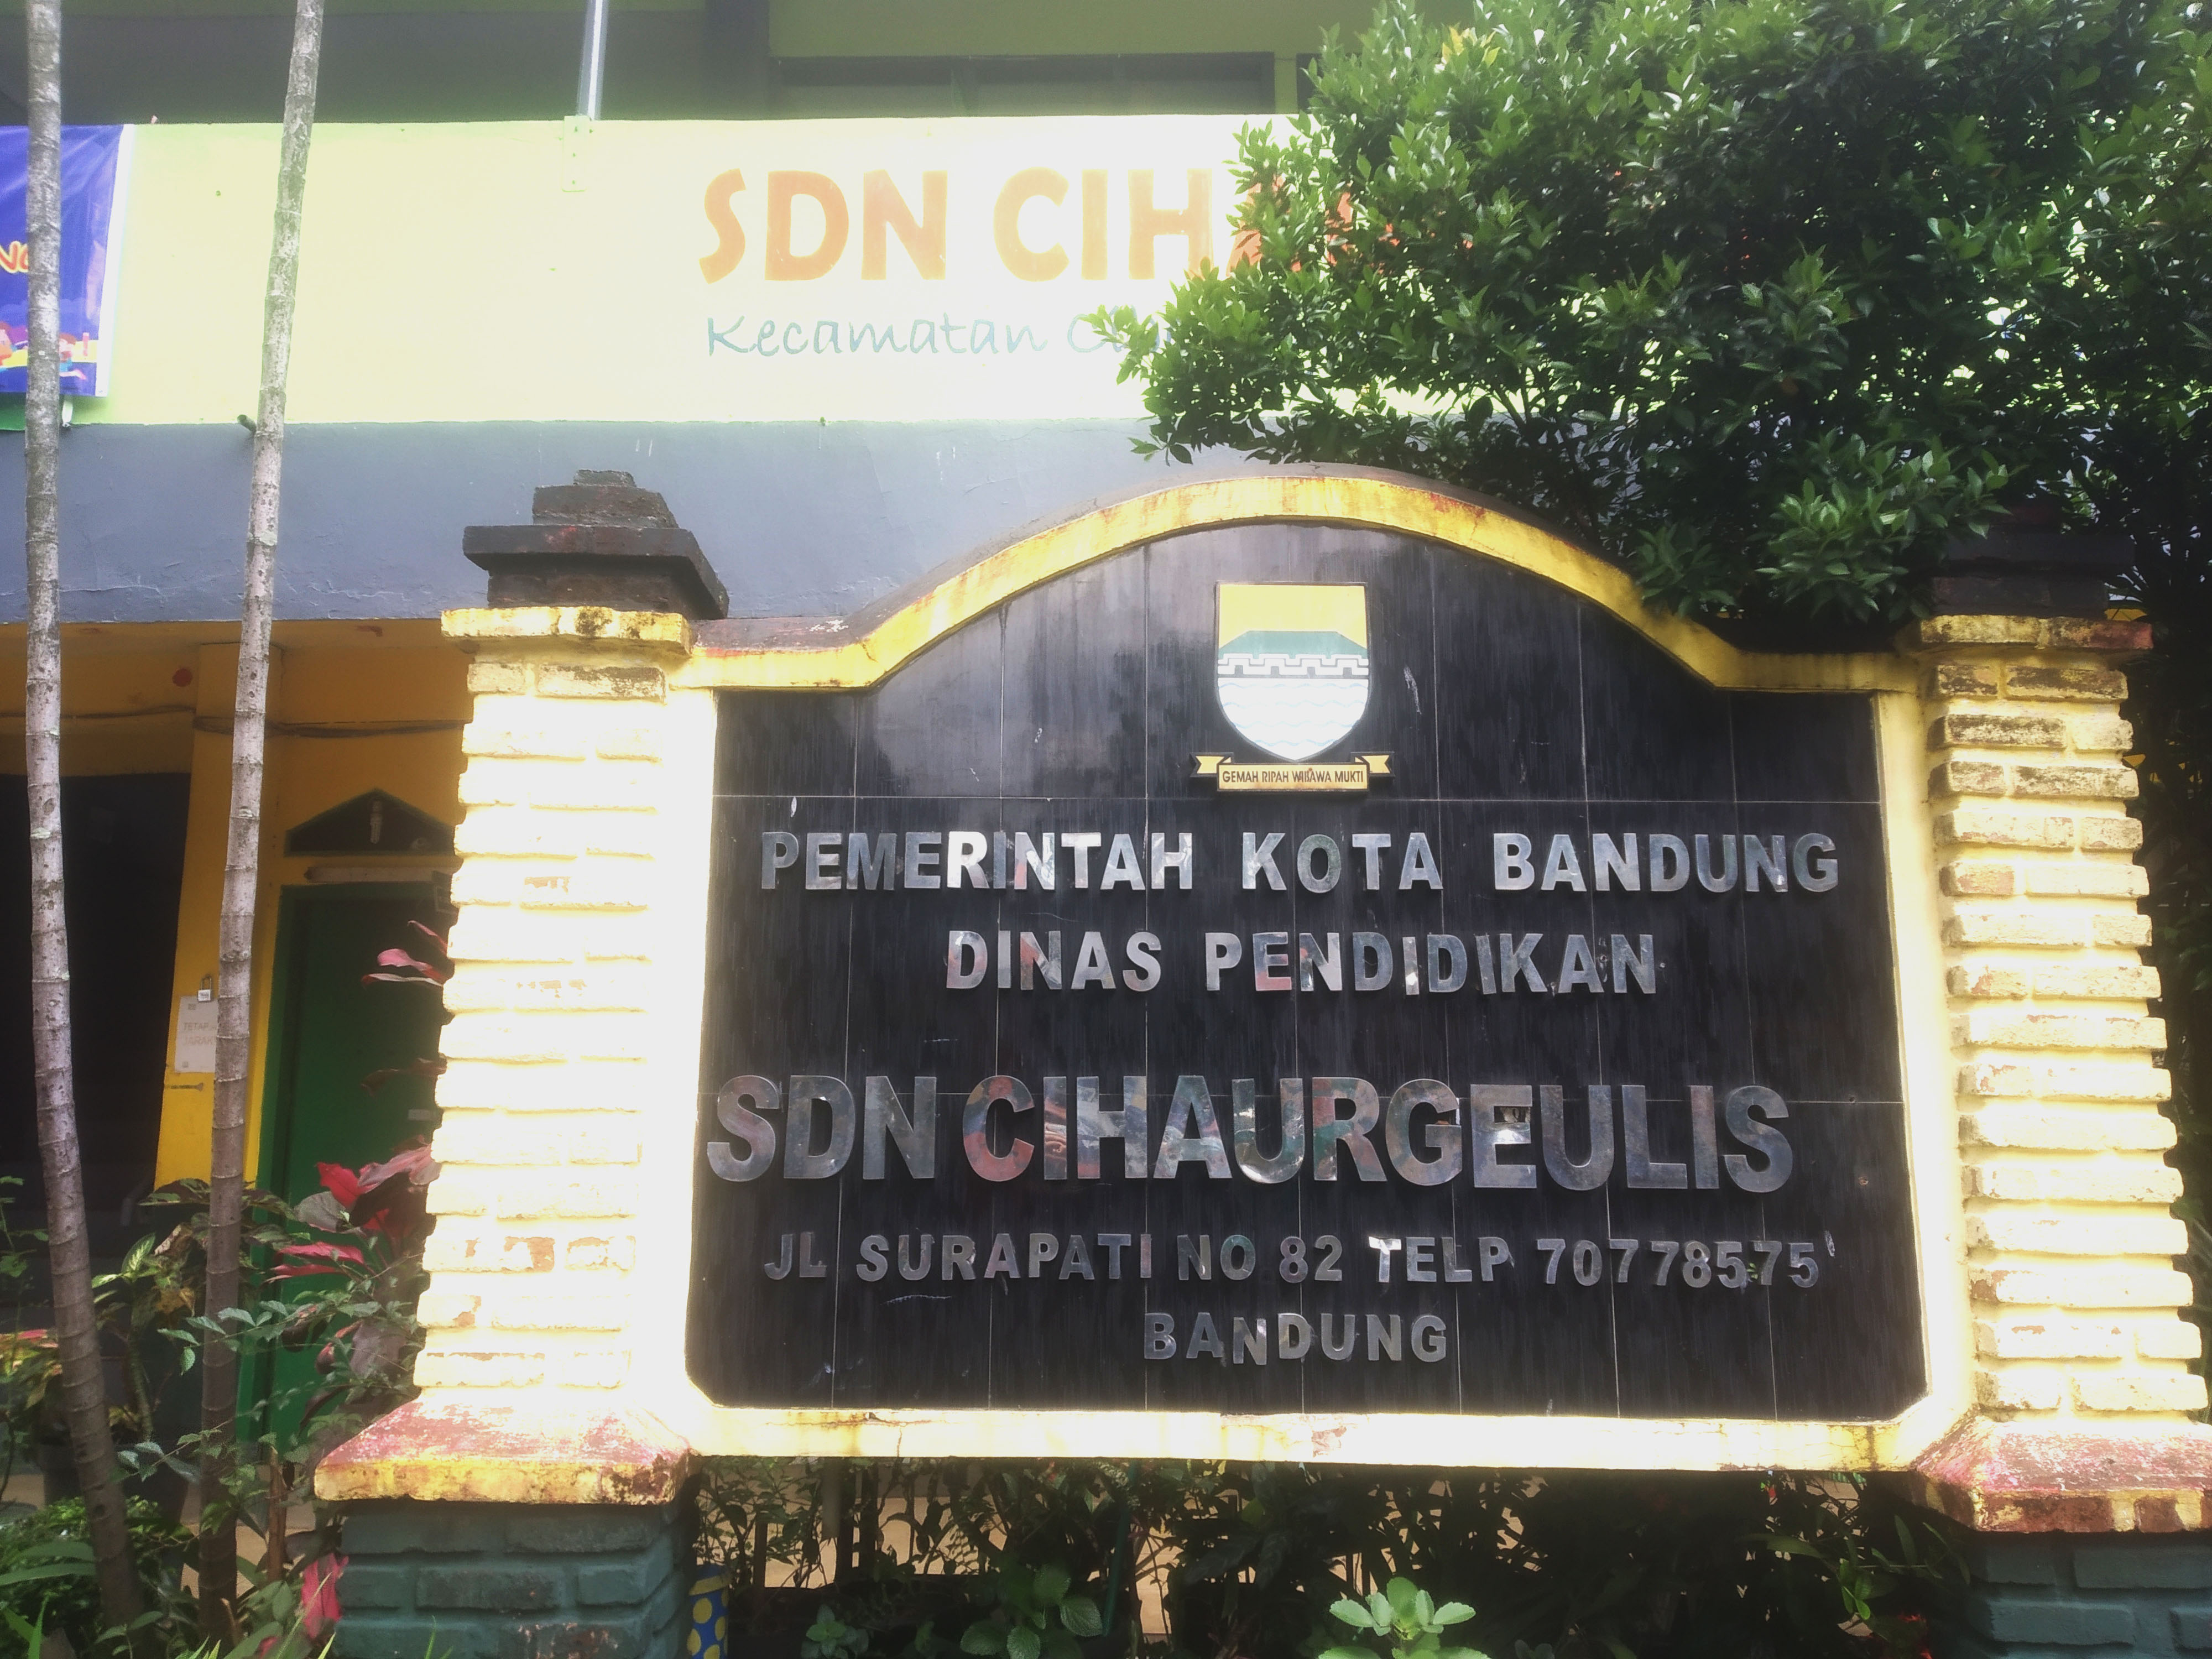 SDN CIHA
Kecamatan
GEMAH RIPAH WIBAWA MUKTI
PEMERINTAH KOTA BANDUNG
DINAS PENDIDIKAN
SDN CIHAURGEULIS
JL SURAPATI NO 82 TELP 70778575
BANDUNG